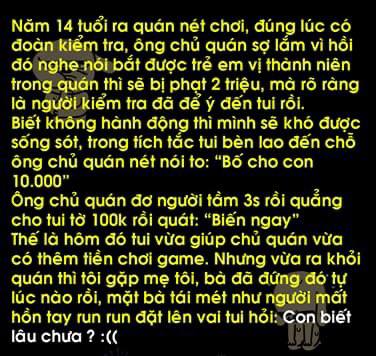 Năm 14 tuổi ra quán nét chơi, đúng lúc có
đoàn kiểm tra, ông chủ quán sợ lắm vì hồi
đó nghe nói bắt được trẻ em vị thành niên
trong quán thì sẽ bị phạt 2 triệu, mà rõ ràng
là người kiểm tra đã để ý đến tui rồi.
Biết không hành động thì mình sẽ khó được
sống sót, trong tích tắc tui bèn lao đến chỗ
ông chủ quán nét nói to: “Bố cho con
10.000”
Ông chủ quán đơ người tầm 3s rồi quẳng
cho tui tờ 100k rồi quát: “Biến ngay”
Thế là hôm đó tui vừa giúp chủ quán vừa
có thêm tiền chơi game. Nhưng vừa ra khỏi
quán thì tôi gặp mẹ tôi, bà đã đứng đó tự
lúc nào rồi, mặt bà tái mét như người mất
hồn tay run run đặt lên vai tui hỏi: Con biết
lâu chưa ? :((